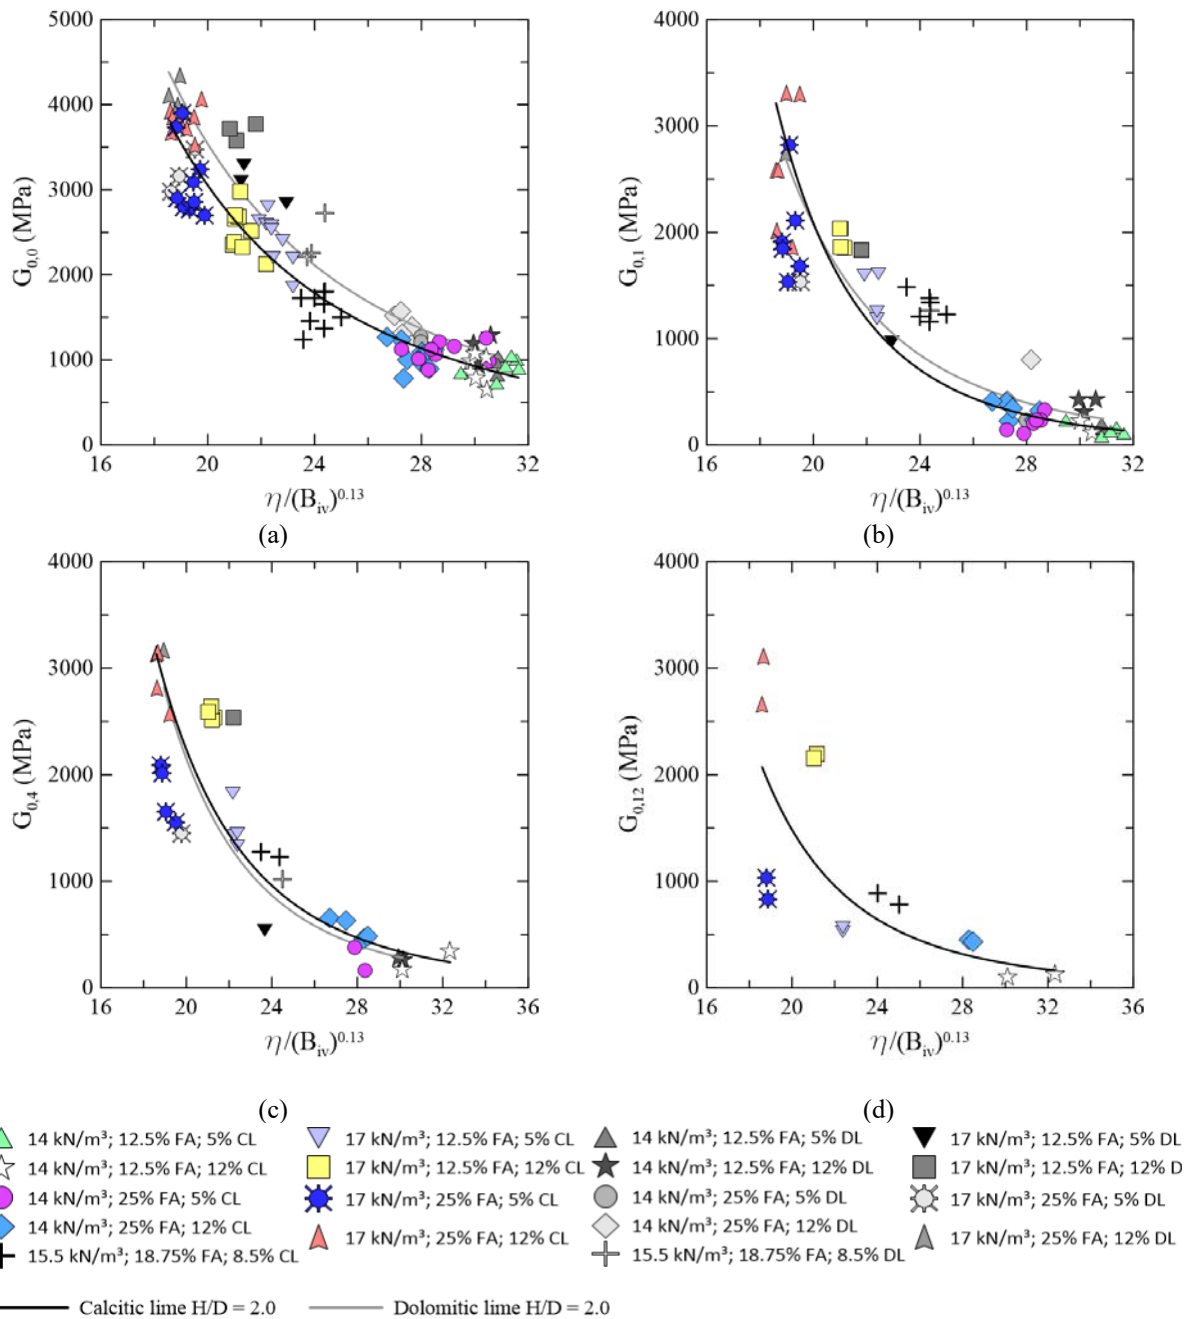 5000
4000
3000
2000
1000
0
16 20 24 28 32
G0,0 (MPa)
η/(Biv)0.13
(a)
4000
3000
2000
1000
0
16 20 24 28 32
G0,1 (MPa)
η/(Biv)0.13
(b)
4000
3000
2000
1000
0
16 20 24 28 32 36
G0,4 (MPa)
η/(Biv)0.13
(c)
4000
3000
2000
1000
0
16 20 24 28 32 36
G0,12 (MPa)
η/(Biv)0.13
(d)
14 kN/m³; 12.5% FA; 5% CL
14 kN/m³; 12.5% FA; 12% CL
14 kN/m³; 25% FA; 5% CL
14 kN/m³; 25% FA; 12% CL
15.5 kN/m³; 18.75% FA; 8.5% CL
17 kN/m³; 12.5% FA; 5% CL
17 kN/m³; 12.5% FA; 12% CL
17 kN/m³; 25% FA; 5% CL
17 kN/m³; 25% FA; 12% CL
14 kN/m³; 12.5% FA; 5% DL
14 kN/m³; 12.5% FA; 12% DL
14 kN/m³; 25% FA; 5% DL
14 kN/m³; 25% FA; 12% DL
15.5 kN/m³; 18.75% FA; 8.5% DL
17 kN/m³; 12.5% FA; 5% DL
17 kN/m³; 12.5% FA; 12% D
17 kN/m³; 25% FA; 5% DL
17 kN/m³; 25% FA; 12% DL
Calcitic lime H/D = 2.0
Dolomitic lime H/D = 2.0